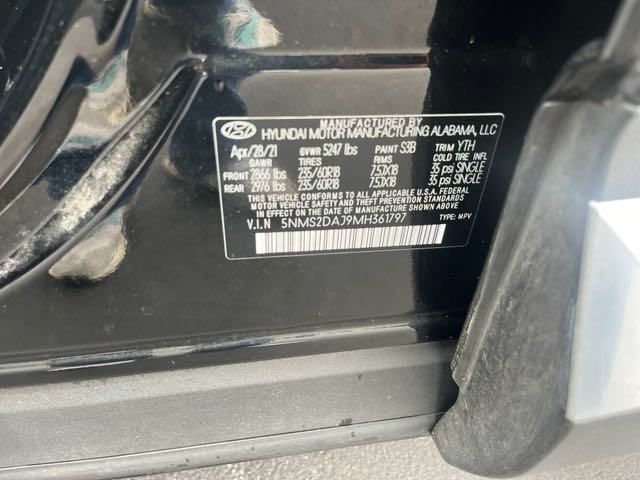 MANUFACTURED BY
HYUNDAI MOTOR MANUFACTURING ALABAMA, LLC
Apr/28/21 GVWR 5247 lbs PAINT S3B TRIM YTH
GAWR TIRES RIMS COLD TIRE INFL
FRONT 2866 lbs 235/60R18 7.5JX18 35 psi SINGLE
REAR 2976 lbs 235/60R18 7.5JX18 35 psi SINGLE
THIS VEHICLE CONFORMS TO ALL APPLICABLE U.S.A. FEDERAL
MOTOR VEHICLE SAFETY, BUMPER, AND THEFT PREVENTION
STANDARDS IN EFFECT ON THE DATE OF MANUFACTURE SHOWN ABOVE.
V.I.N 5NMS2DAJ9MH361797 TYPE: MPV